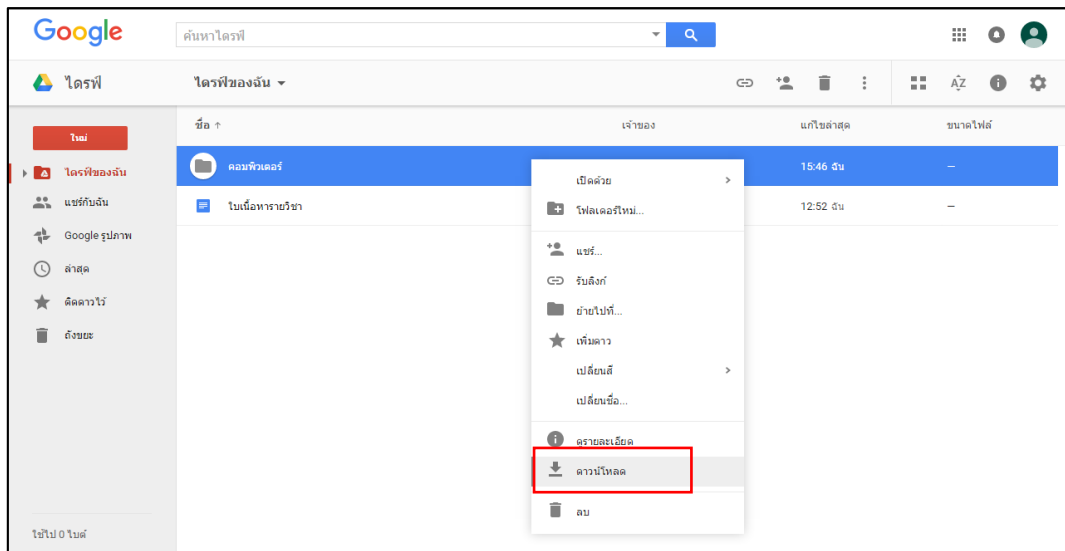 Google
ค้นหาไดรฟ์
ไดรฟ์
ไดรฟ์ของฉัน
AZ
ใหม่
ไดรฟ์ของฉัน
แชร์กับฉัน
Google รูปภาพ
ล่าสุด
ติดดาวไว้
ถังขยะ
ใช้ไป 0 ไบต์
ชื่อ ↑ เจ้าของ แก้ไขล่าสุด ขนาดไฟล์
คอมพิวเตอร์ 15:46 ฉัน –
ใบเนื้อหารายวิชา 12:52 ฉัน –
เปิดด้วย
โฟลเดอร์ใหม่...
แชร์...
รับลิงก์
ย้ายไปที่...
เพิ่มดาว
เปลี่ยนสี
เปลี่ยนชื่อ...
ดูรายละเอียด
ดาวน์โหลด
ลบ